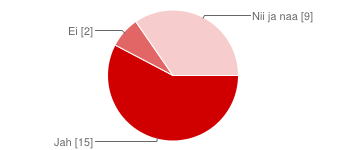 Nii ja naa [9]
Ei [2]
Jah [15]